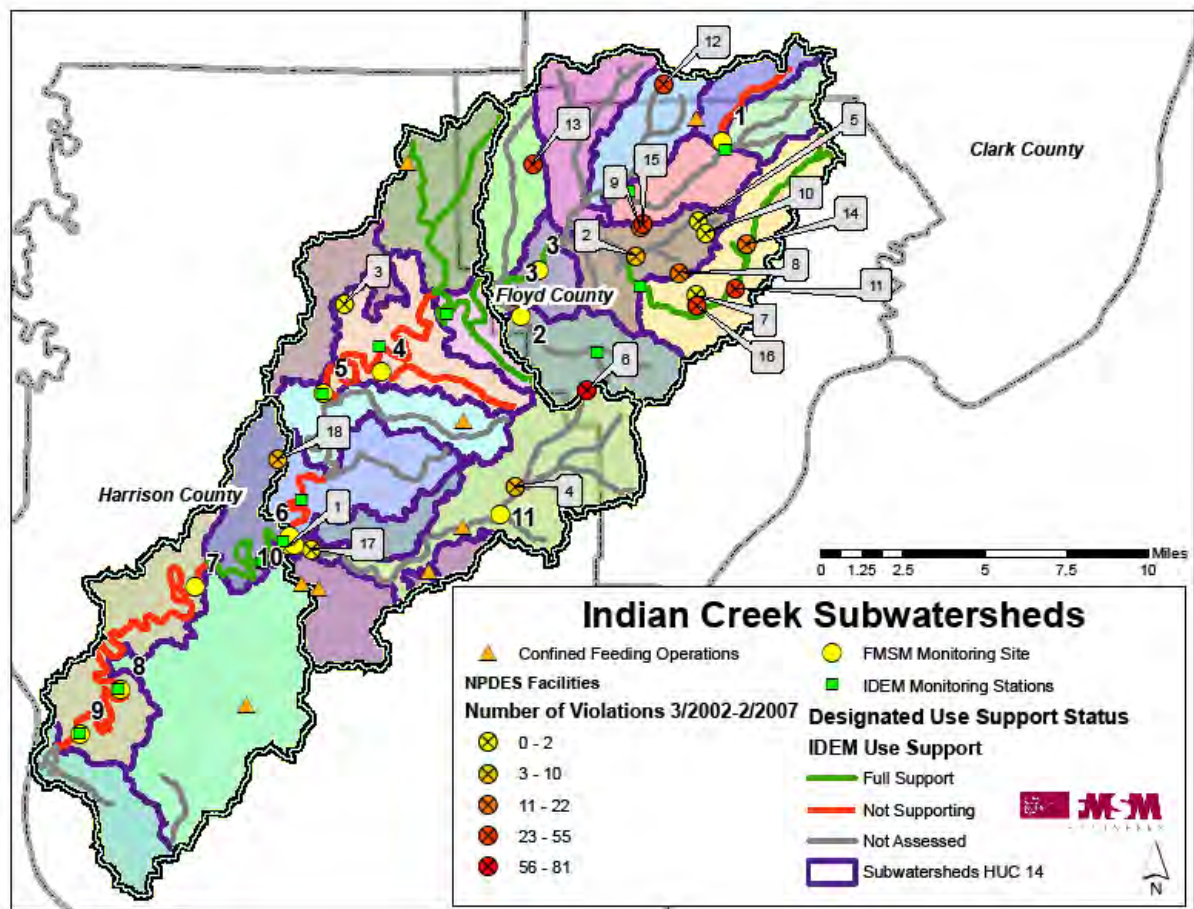 12
1
5
13
15
Clark County
9
10
14
2
3
8
3
3
Floyd County
11
7
2
16
4
5
6
18
Harrison County
4
1
6
11
10
17
7
Miles
0 1.25 2.5 5 7.5 10
8
9
Indian Creek Subwatersheds
Confined Feeding Operations
FMSM Monitoring Site
NPDES Facilities
IDEM Monitoring Stations
Number of Violations 3/2002-2/2007
Designated Use Support Status
0 - 2
IDEM Use Support
3 - 10
Full Support
11 - 22
Not Supporting
FMSM
23 - 55
Not Assessed
56 - 81
Subwatersheds HUC 14
N